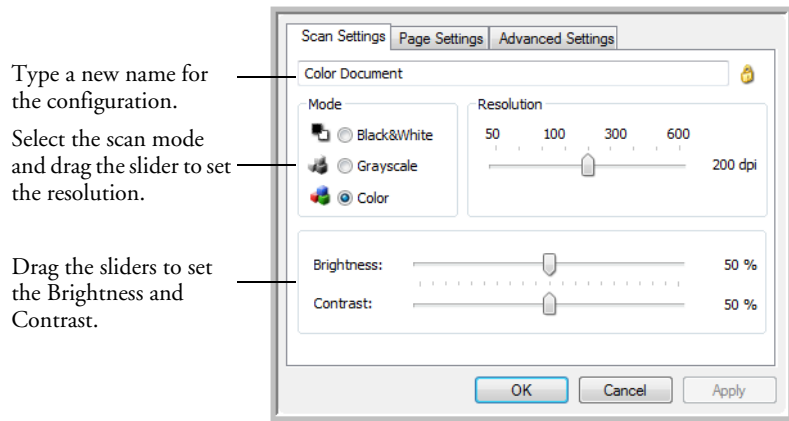 Type a new name for
the configuration.
Select the scan mode
and drag the slider to set
the resolution.
Drag the sliders to set
the Brightness and
Contrast.
Scan Settings Page Settings Advanced Settings
Color Document
Mode
Black&White
Grayscale
Color
Resolution
50 100 300 600
200 dpi
Brightness: 50 %
Contrast: 50 %
OK Cancel Apply